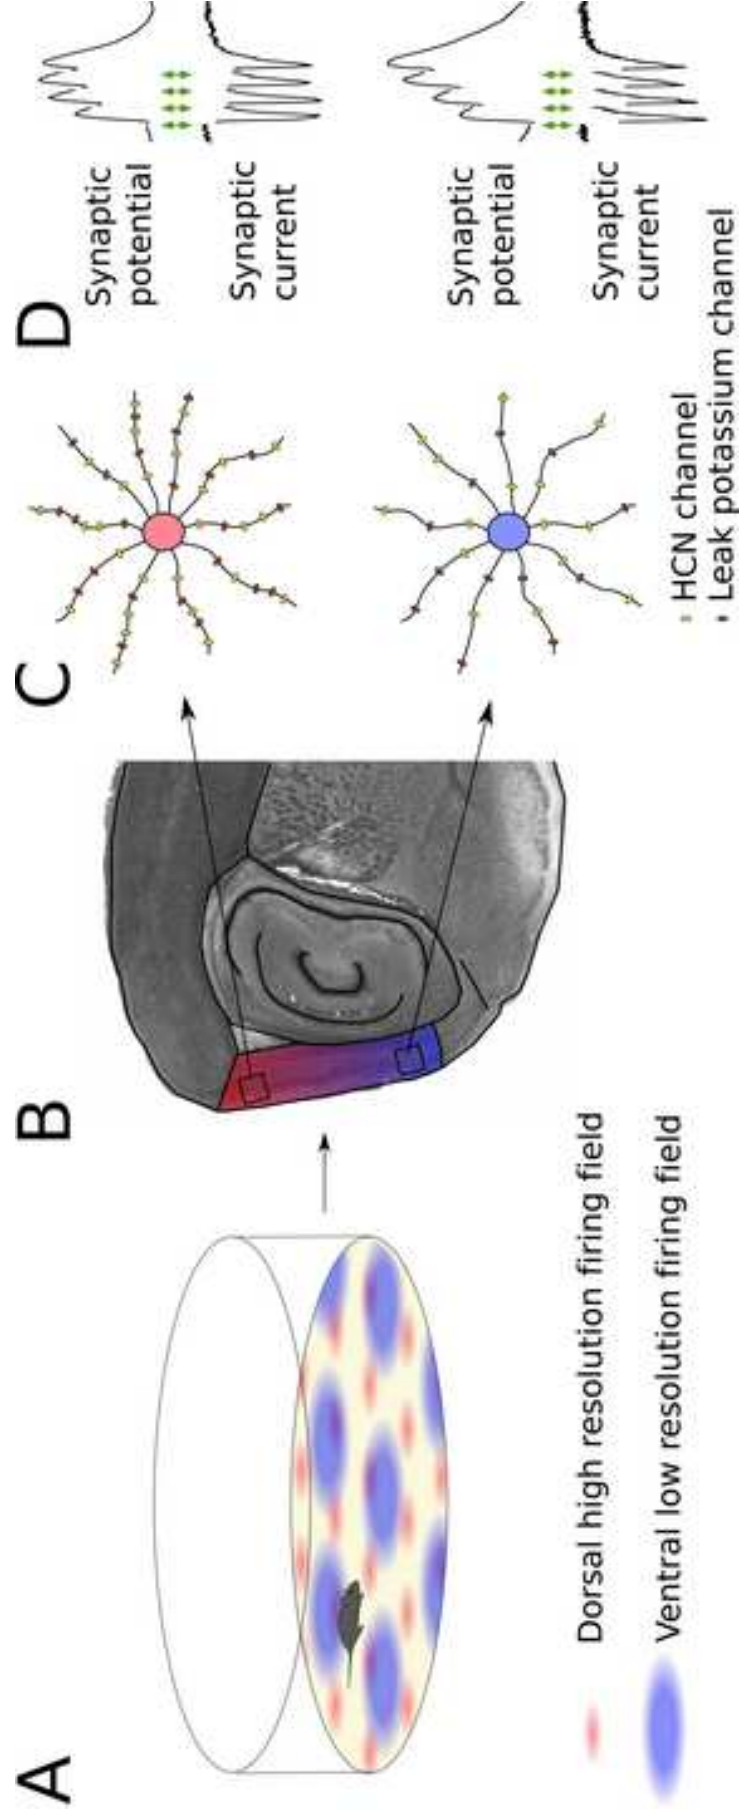 A
Dorsal high resolution firing field
Ventral low resolution firing field
B
C
HCN channel
Leak potassium channel
D
Synaptic
potential
Synaptic
current
Synaptic
potential
Synaptic
current